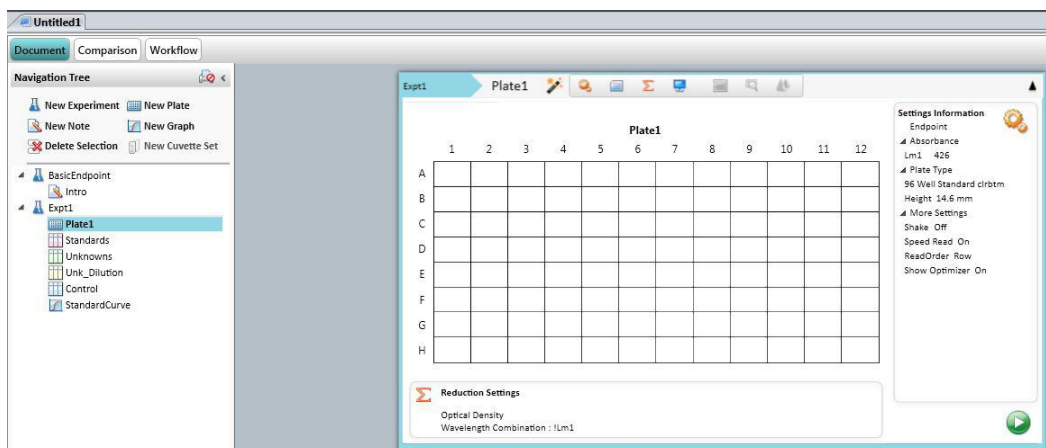 Untitled1
Document Comparison Workflow
Navigation Tree
New Experiment New Plate
New Note New Graph
Delete Selection New Cuvette Set
BasicEndpoint
Intro
Expt1
Plate1
Standards
Unknowns
Unk_Dilution
Control
StandardCurve
Expt1 Plate1
Plate1
1 2 3 4 5 6 7 8 9 10 11 12
A
B
C
D
E
F
G
H
Reduction Settings
Optical Density
Wavelength Combination : !Lm1
Settings Information
Endpoint
Absorbance
Lm1 426
Plate Type
96 Well Standard clrbtm
Height 14.6 mm
More Settings
Shake Off
Speed Read On
ReadOrder Row
Show Optimizer On